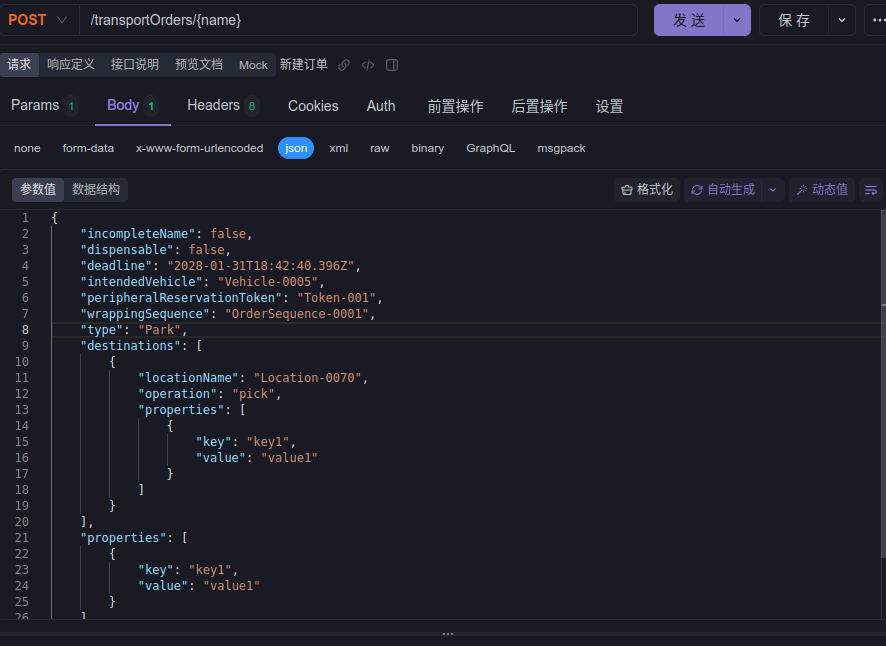 POST /transportOrders/{name} 发 送 保 存
请求 响应定义 接口说明 预览文档 Mock 新建订单
Params 1 Body 1 Headers 8 Cookies Auth 前置操作 后置操作 设置
none form-data x-www-form-urlencoded json xml raw binary GraphQL msgpack
参数值 数据结构 格式化 自动生成 动态值
1 {
2 "incompleteName": false,
3 "dispensable": false,
4 "deadline": "2028-01-31T18:42:40.396Z",
5 "intendedVehicle": "Vehicle-0005",
6 "peripheralReservationToken": "Token-001",
7 "wrappingSequence": "OrderSequence-0001",
8 "type": "Park",
9 "destinations": [
10 {
11 "locationName": "Location-0070",
12 "operation": "pick",
13 "properties": [
14 {
15 "key": "key1",
16 "value": "value1"
17 }
18 ]
19 }
20 ],
21 "properties": [
22 {
23 "key": "key1",
24 "value": "value1"
25 }
26 ]